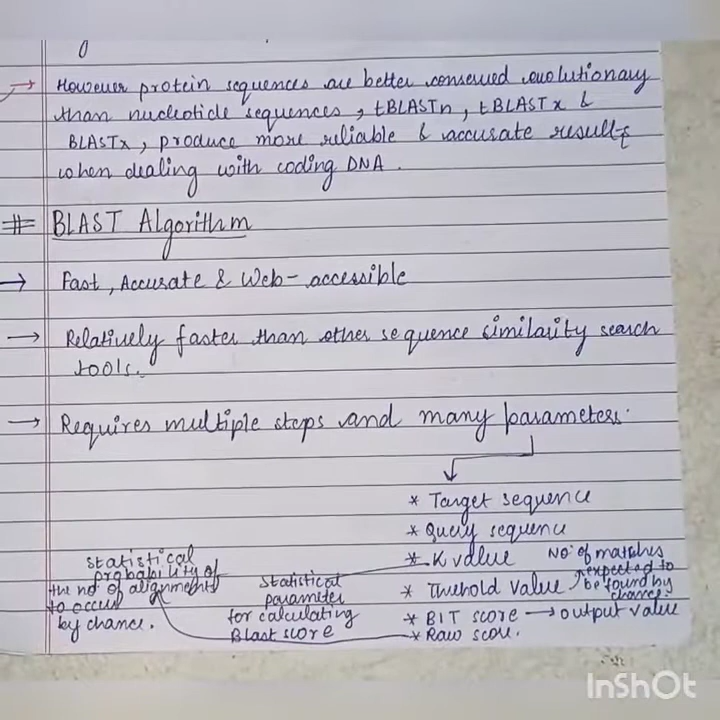 → However protein sequences are better conserved evolutionary
than nucleotide sequences, tBLASTn, tBLASTx &
BLASTx, produce more reliable & accurate results
when dealing with coding DNA.
# BLAST Algorithm
→ Fast, Accurate & Web-accessible
→ Relatively faster than other sequence similarity search
tools.
→ Requires multiple steps and many parameters.
* Target sequence
* Query sequence
* K value
* Threhold value
* BIT score → output value
* Raw score.
No. of matches
expected to
be found by
chance.
Statistical
parameter
for calculating
Blast score
statistical
probability of
the no. of alignments
to occur
by chance.
InShOt